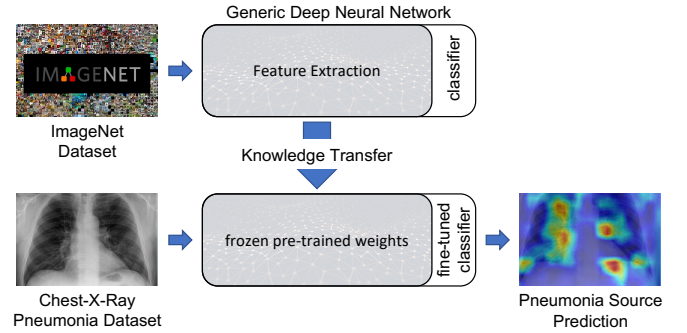 Generic Deep Neural Network
IMAGENET
Feature Extraction
classifier
ImageNet
Dataset
Knowledge Transfer
frozen pre-trained weights
fine-tuned
classifier
Chest-X-Ray
Pneumonia Dataset
Pneumonia Source
Prediction